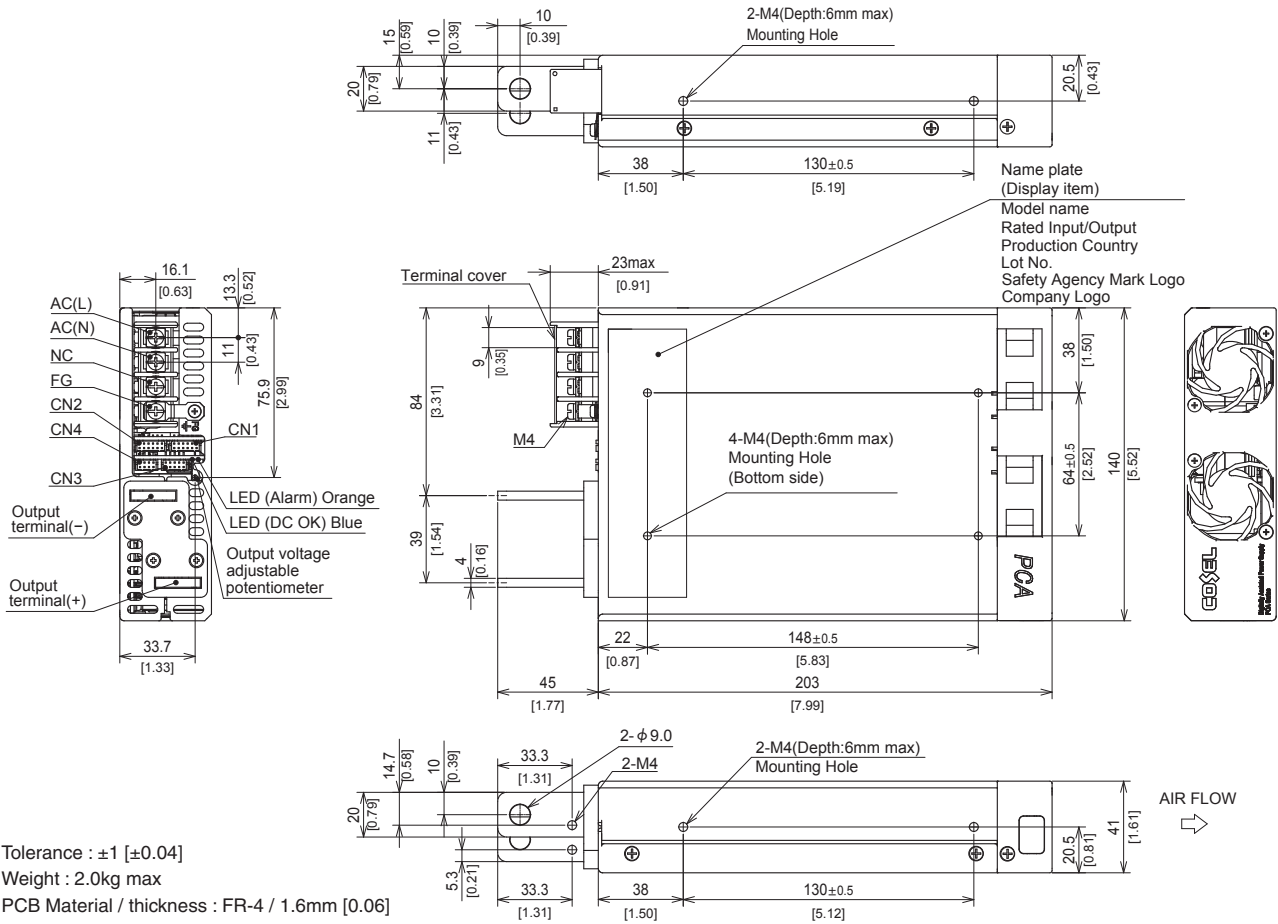 10
[0.39]
15
[0.59]
10
[0.39]
20
[0.79]
11
[0.43]
2-M4(Depth:6mm max)
Mounting Hole
20.5
[0.43]
38
[1.50]
130±0.5
[5.19]
Name plate
(Display item)
Model name
Rated Input/Output
Production Country
Lot No.
Safety Agency Mark Logo
Company Logo
16.1
[0.63]
13.3
[0.52]
AC(L)
AC(N)
NC
FG
CN2
CN4
CN3
CN1
11
[0.43]
75.9
[2.99]
LED (Alarm) Orange
LED (DC OK) Blue
Output voltage
adjustable
potentiometer
Output
terminal(−)
Output
terminal(+)
33.7
[1.33]
Terminal cover
23max
[0.91]
9
[0.35]
84
[3.31]
M4
39
[1.54]
4
[0.16]
4-M4(Depth:6mm max)
Mounting Hole
(Bottom side)
38
[1.50]
64±0.5
[2.52]
140
[5.52]
PCA
22
[0.87]
148±0.5
[5.83]
45
[1.77]
203
[7.99]
COSEL
14.7
[0.58]
10
[0.39]
20
[0.79]
5.3
[0.21]
33.3
[1.31]
2-φ9.0
2-M4
2-M4(Depth:6mm max)
Mounting Hole
33.3
[1.31]
38
[1.50]
130±0.5
[5.12]
20.5
[0.81]
41
[1.61]
AIR FLOW
Tolerance : ±1 [±0.04]
Weight : 2.0kg max
PCB Material / thickness : FR-4 / 1.6mm [0.06]